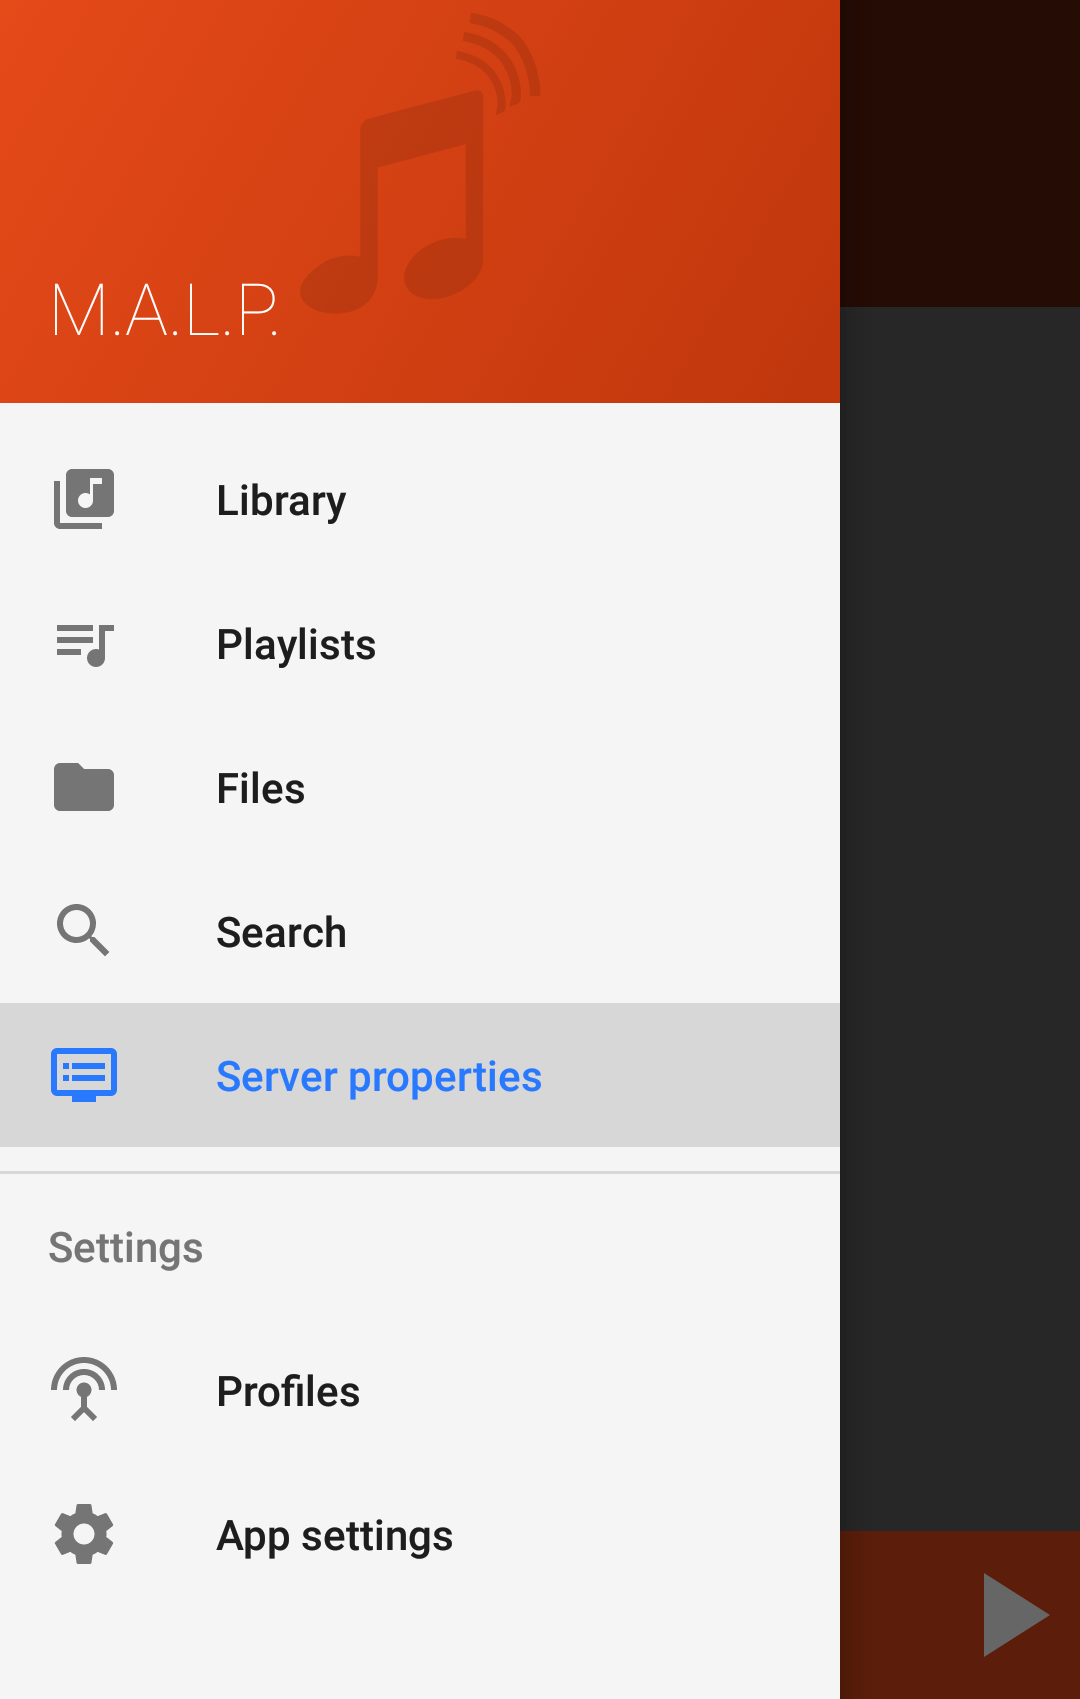 M.A.L.P.
Library
Playlists
Files
Search
Server properties
Settings
Profiles
App settings